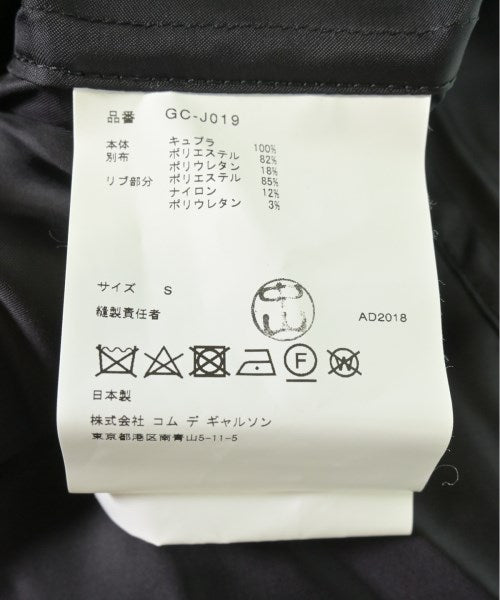 品番 GC-J019
本体 キュプラ 100%
別布 ポリエステル 82%
ポリウレタン 18%
リブ部分 ポリエステル 85%
ナイロン 12%
ポリウレタン 3%
サイズ S
縫製責任者 中山 AD2018
日本製
株式会社 コム デ ギャルソン
東京都港区南青山5-11-5